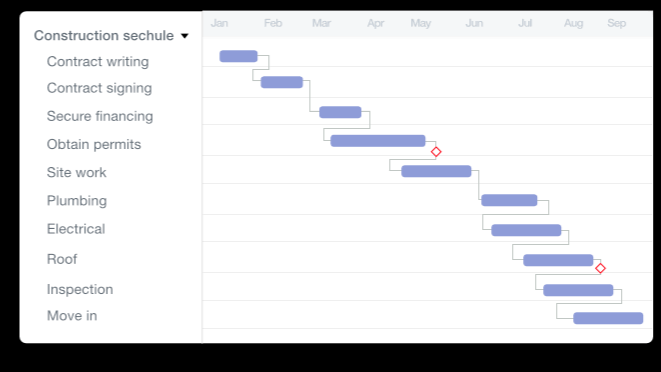 Jan Feb Mar Apr May Jun Jul Aug Sep
Construction sechule
Contract writing
Contract signing
Secure financing
Obtain permits
Site work
Plumbing
Electrical
Roof
Inspection
Move in